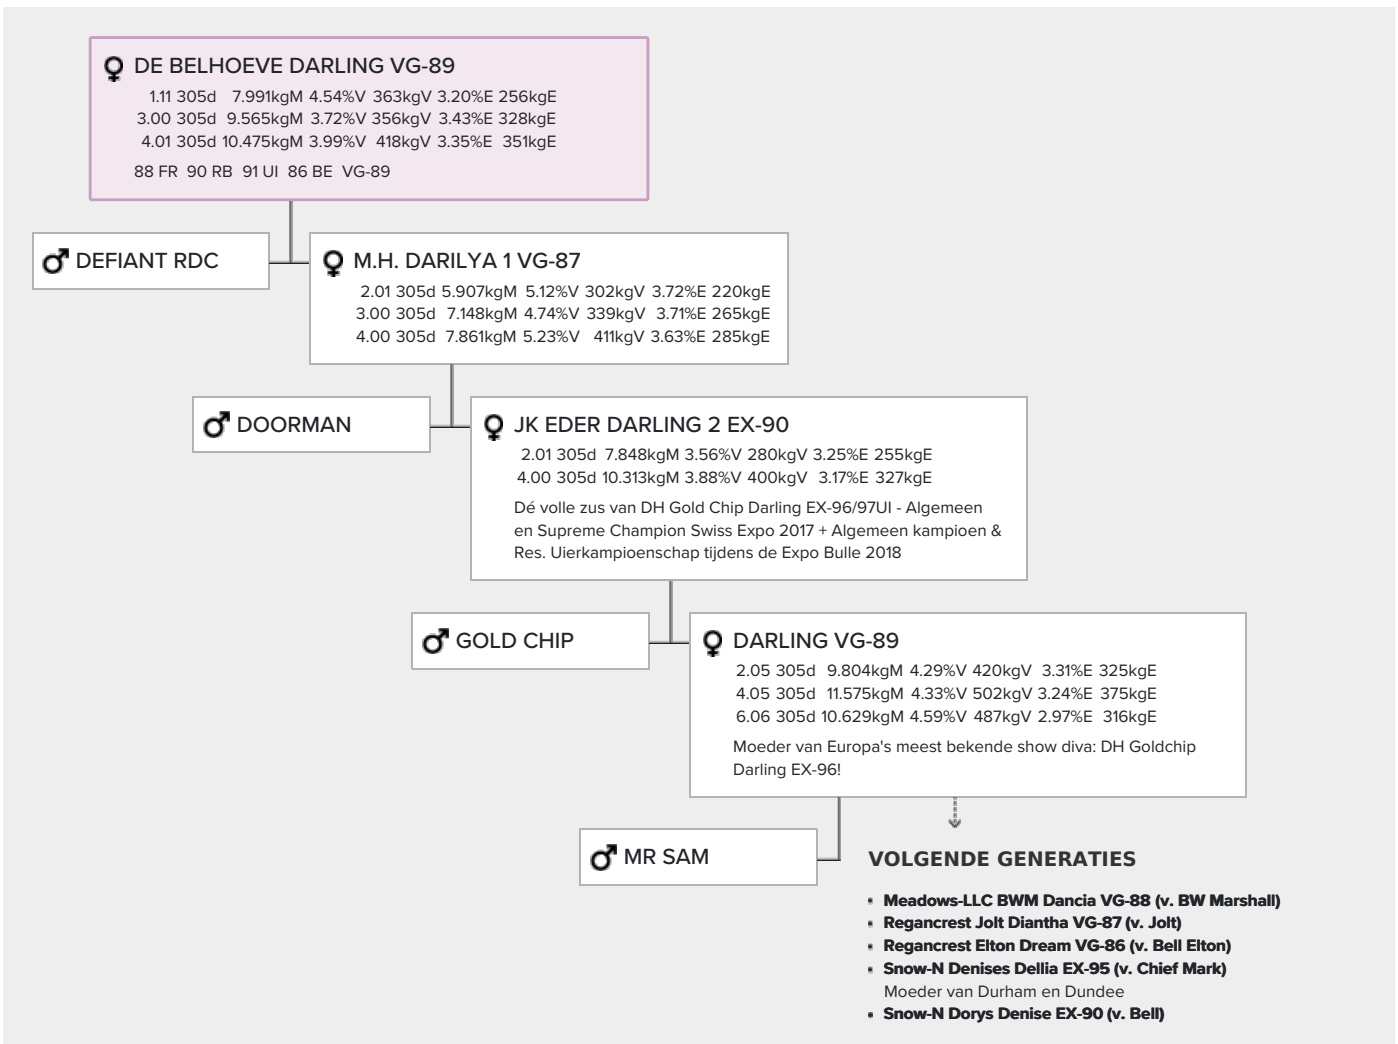 DE BELHOEVE DARLING VG-89
1.11 305d 7.991kgM 4.54%V 363kgV 3.20%E 256kgE
3.00 305d 9.565kgM 3.72%V 356kgV 3.43%E 328kgE
4.01 305d 10.475kgM 3.99%V 418kgV 3.35%E 351kgE
88 FR 90 RB 91 UI 86 BE VG-89
DEFIANT RDC
M.H. DARILYA 1 VG-87
2.01 305d 5.907kgM 5.12%V 302kgV 3.72%E 220kgE
3.00 305d 7.148kgM 4.74%V 339kgV 3.71%E 265kgE
4.00 305d 7.861kgM 5.23%V 411kgV 3.63%E 285kgE
DOORMAN
JK EDER DARLING 2 EX-90
2.01 305d 7.848kgM 3.56%V 280kgV 3.25%E 255kgE
4.00 305d 10.313kgM 3.88%V 400kgV 3.17%E 327kgE
Dé volle zus van DH Gold Chip Darling EX-96/97UI - Algemeen
en Supreme Champion Swiss Expo 2017 + Algemeen kampioen &
Res. Uierkampioenschap tijdens de Expo Bulle 2018
GOLD CHIP
DARLING VG-89
2.05 305d 9.804kgM 4.29%V 420kgV 3.31%E 325kgE
4.05 305d 11.575kgM 4.33%V 502kgV 3.24%E 375kgE
6.06 305d 10.629kgM 4.59%V 487kgV 2.97%E 316kgE
Moeder van Europa's meest bekende show diva: DH Goldchip
Darling EX-96!
MR SAM
VOLGENDE GENERATIES
Meadows-LLC BWM Dancia VG-88 (v. BW Marshall)
Regancrest Jolt Diantha VG-87 (v. Jolt)
Regancrest Elton Dream VG-86 (v. Bell Elton)
Snow-N Denises Dellia EX-95 (v. Chief Mark)
Moeder van Durham en Dundee
Snow-N Dorys Denise EX-90 (v. Bell)